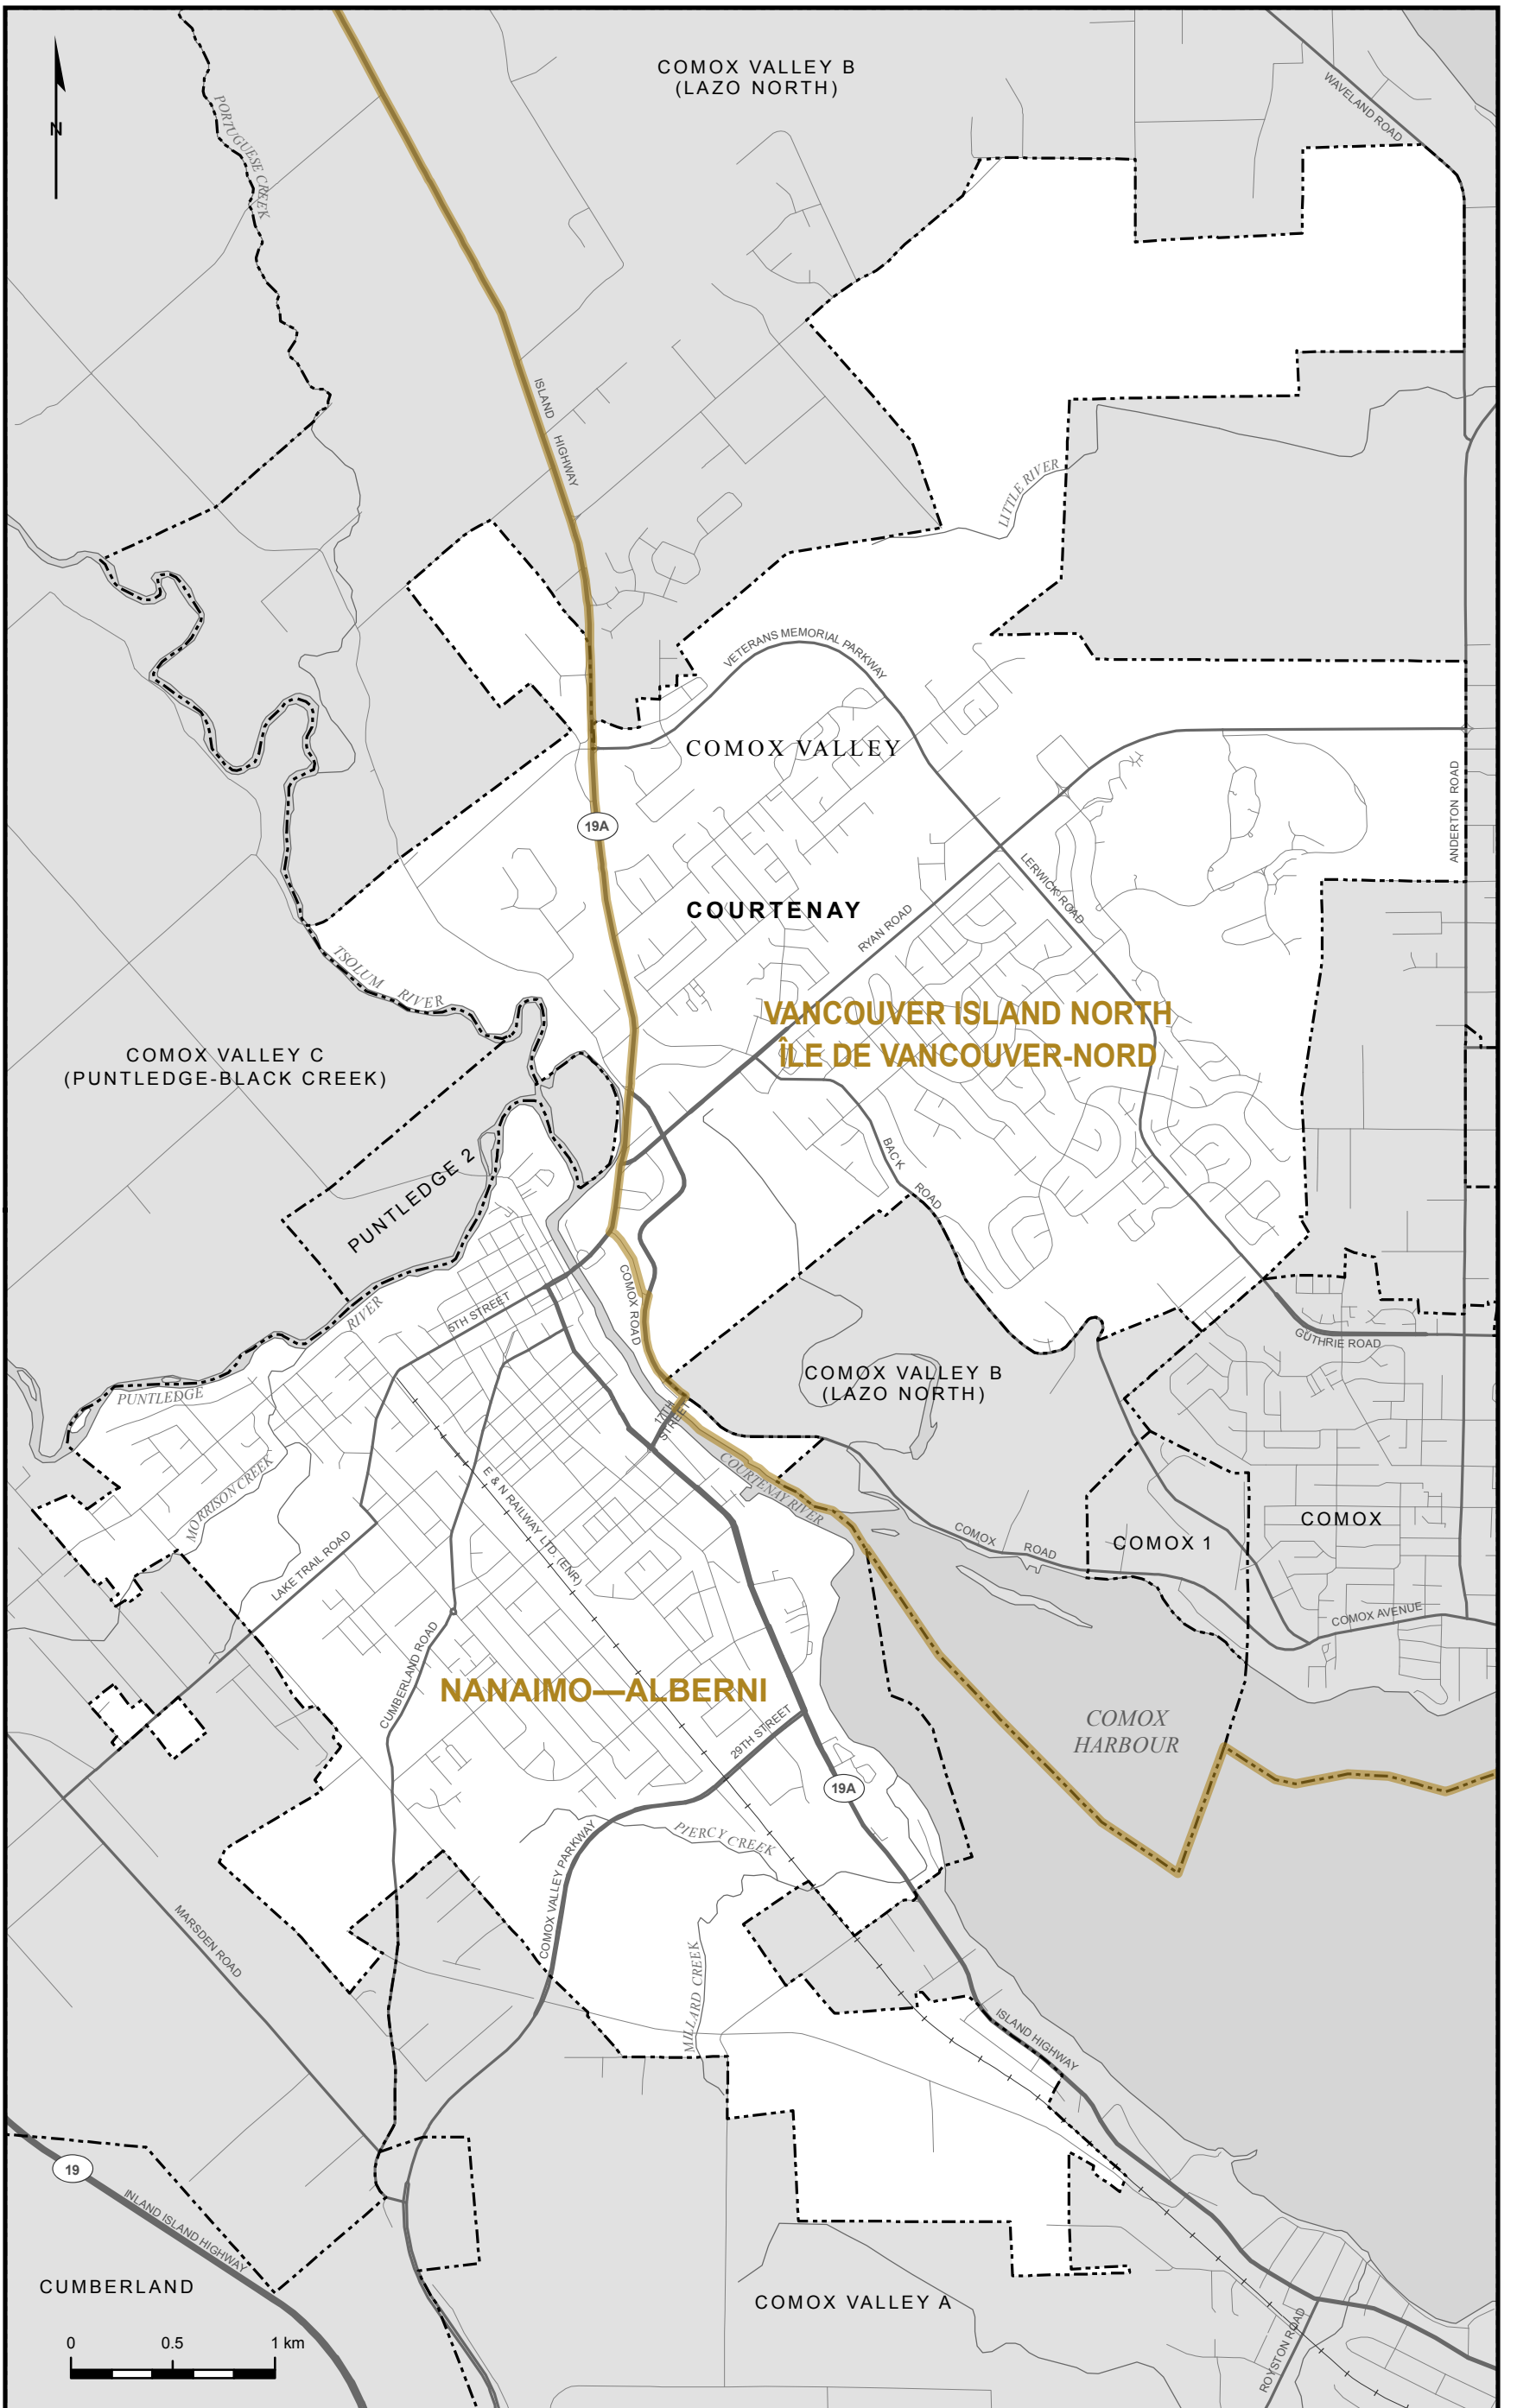 COMOX VALLEY B
(LAZO NORTH)
WAVELAND ROAD
N
PORTUGUESE CREEK
ISLAND HIGHWAY
LITTLE RIVER
VETERANS MEMORIAL PARKWAY
COMOX VALLEY
19A
ANDERTON ROAD
LERWICK ROAD
COURTENAY
RYAN ROAD
TSOLUM RIVER
VANCOUVER ISLAND NORTH
ÎLE DE VANCOUVER-NORD
COMOX VALLEY C
(PUNTLEDGE-BLACK CREEK)
BACK ROAD
PUNTLEDGE 2
COMOX ROAD
5TH STREET
RIVER
GUTHRIE ROAD
COMOX VALLEY B
(LAZO NORTH)
PUNTLEDGE
17TH
STREET
MORRISON CREEK
E & N RAILWAY LTD. (ENR)
COURTENAY RIVER
COMOX
COMOX ROAD
COMOX 1
LAKE TRAIL ROAD
COMOX AVENUE
CUMBERLAND ROAD
NANAIMO—ALBERNI
COMOX
HARBOUR
29TH STREET
19A
PIERCY CREEK
COMOX VALLEY PARKWAY
MARSDEN ROAD
MILLARD CREEK
ISLAND HIGHWAY
19
INLAND ISLAND HIGHWAY
CUMBERLAND
COMOX VALLEY A
ROYSTON ROAD
0 0.5 1 km